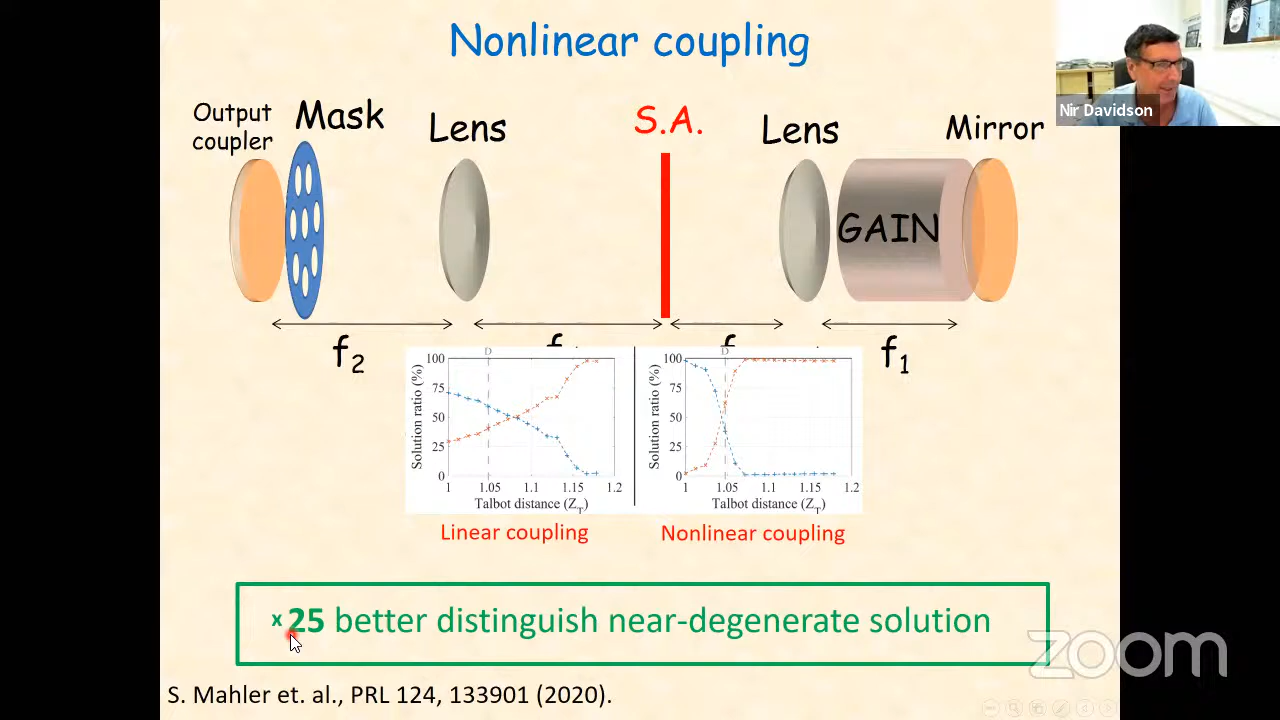 Nonlinear coupling
Nir Davidson
Output
coupler
Mask
Lens
S.A.
Lens
Mirror
GAIN
f2
f1
D
100
75
50
25
0
Solution ratio (%)
1 1.05 1.1 1.15 1.2
Talbot distance (ZT)
D
100
75
50
25
0
Solution ratio (%)
1 1.05 1.1 1.15 1.2
Talbot distance (ZT)
Linear coupling
Nonlinear coupling
x 25 better distinguish near-degenerate solution
zoom
S. Mahler et. al., PRL 124, 133901 (2020).